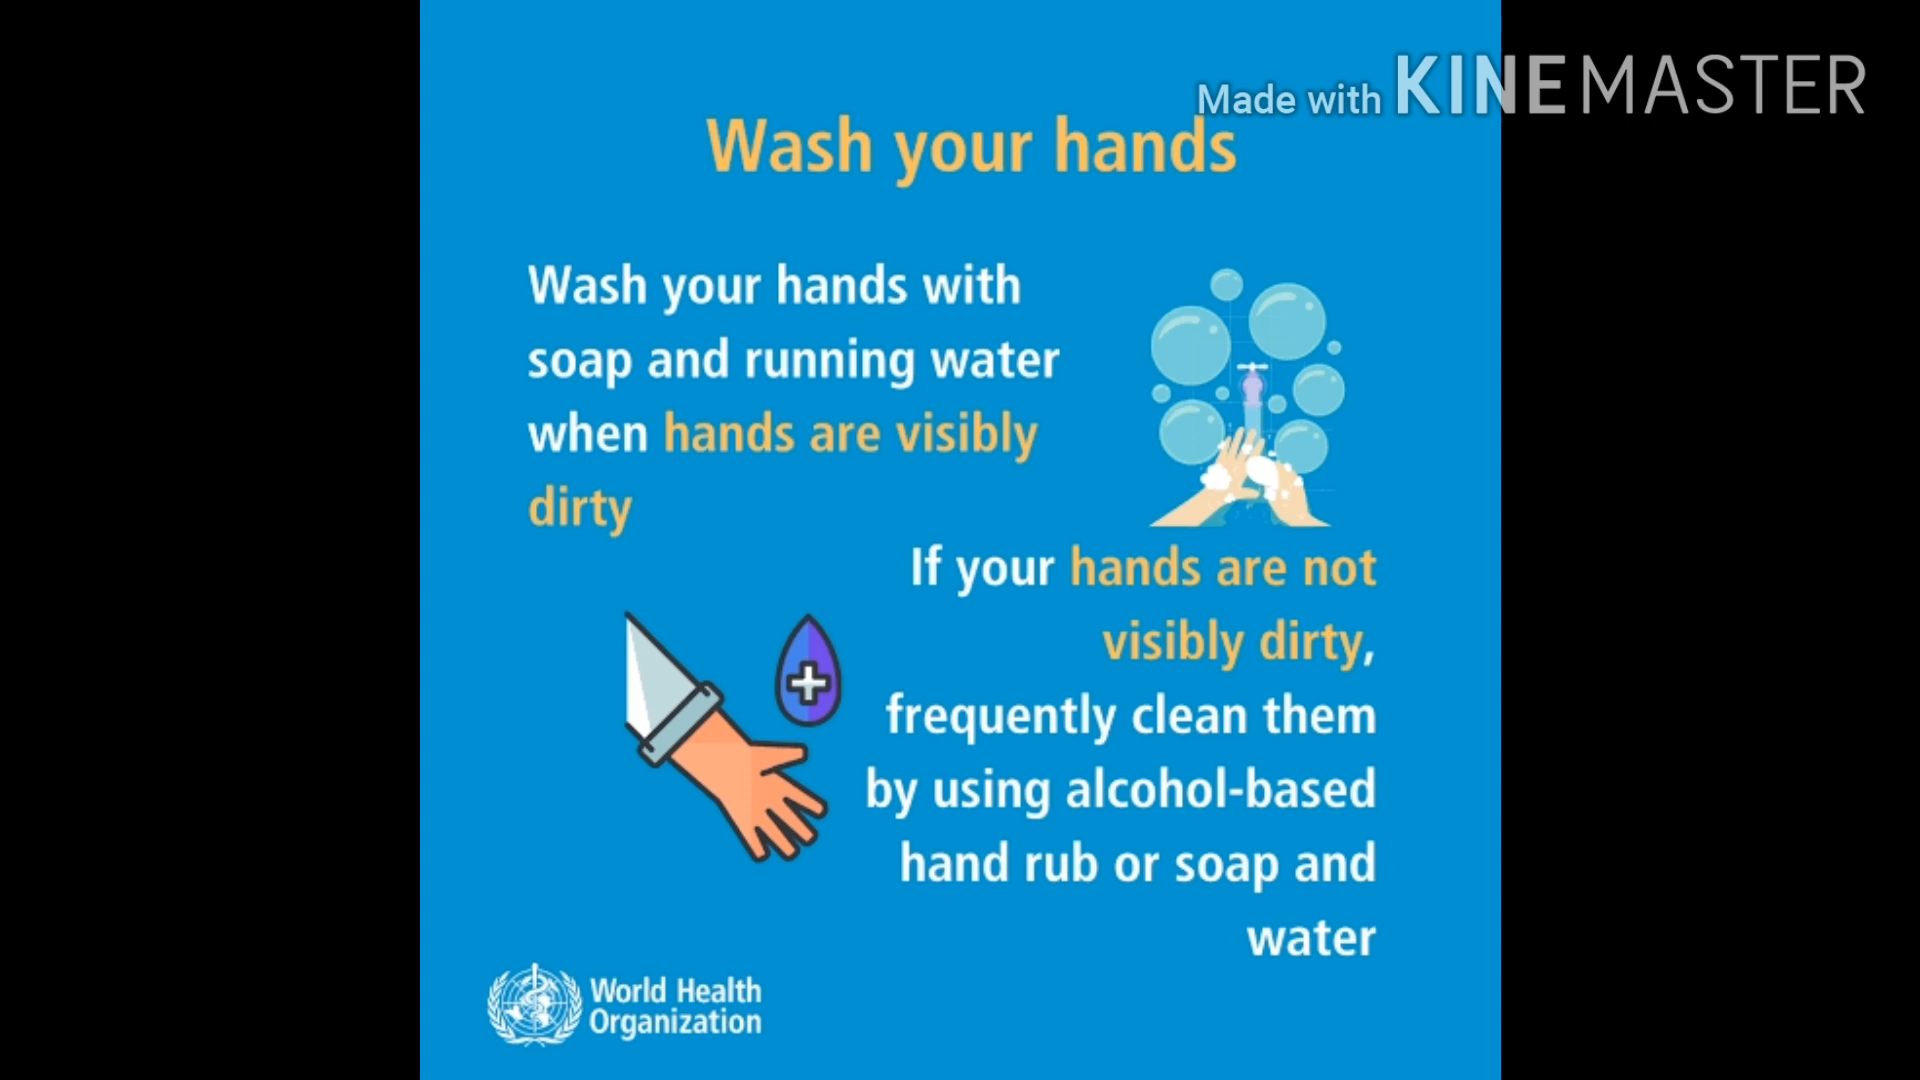 Made with KINEMASTER
Wash your hands
Wash your hands with
soap and running water
when hands are visibly
dirty
If your hands are not
visibly dirty,
frequently clean them
by using alcohol-based
hand rub or soap and
water
World Health
Organization